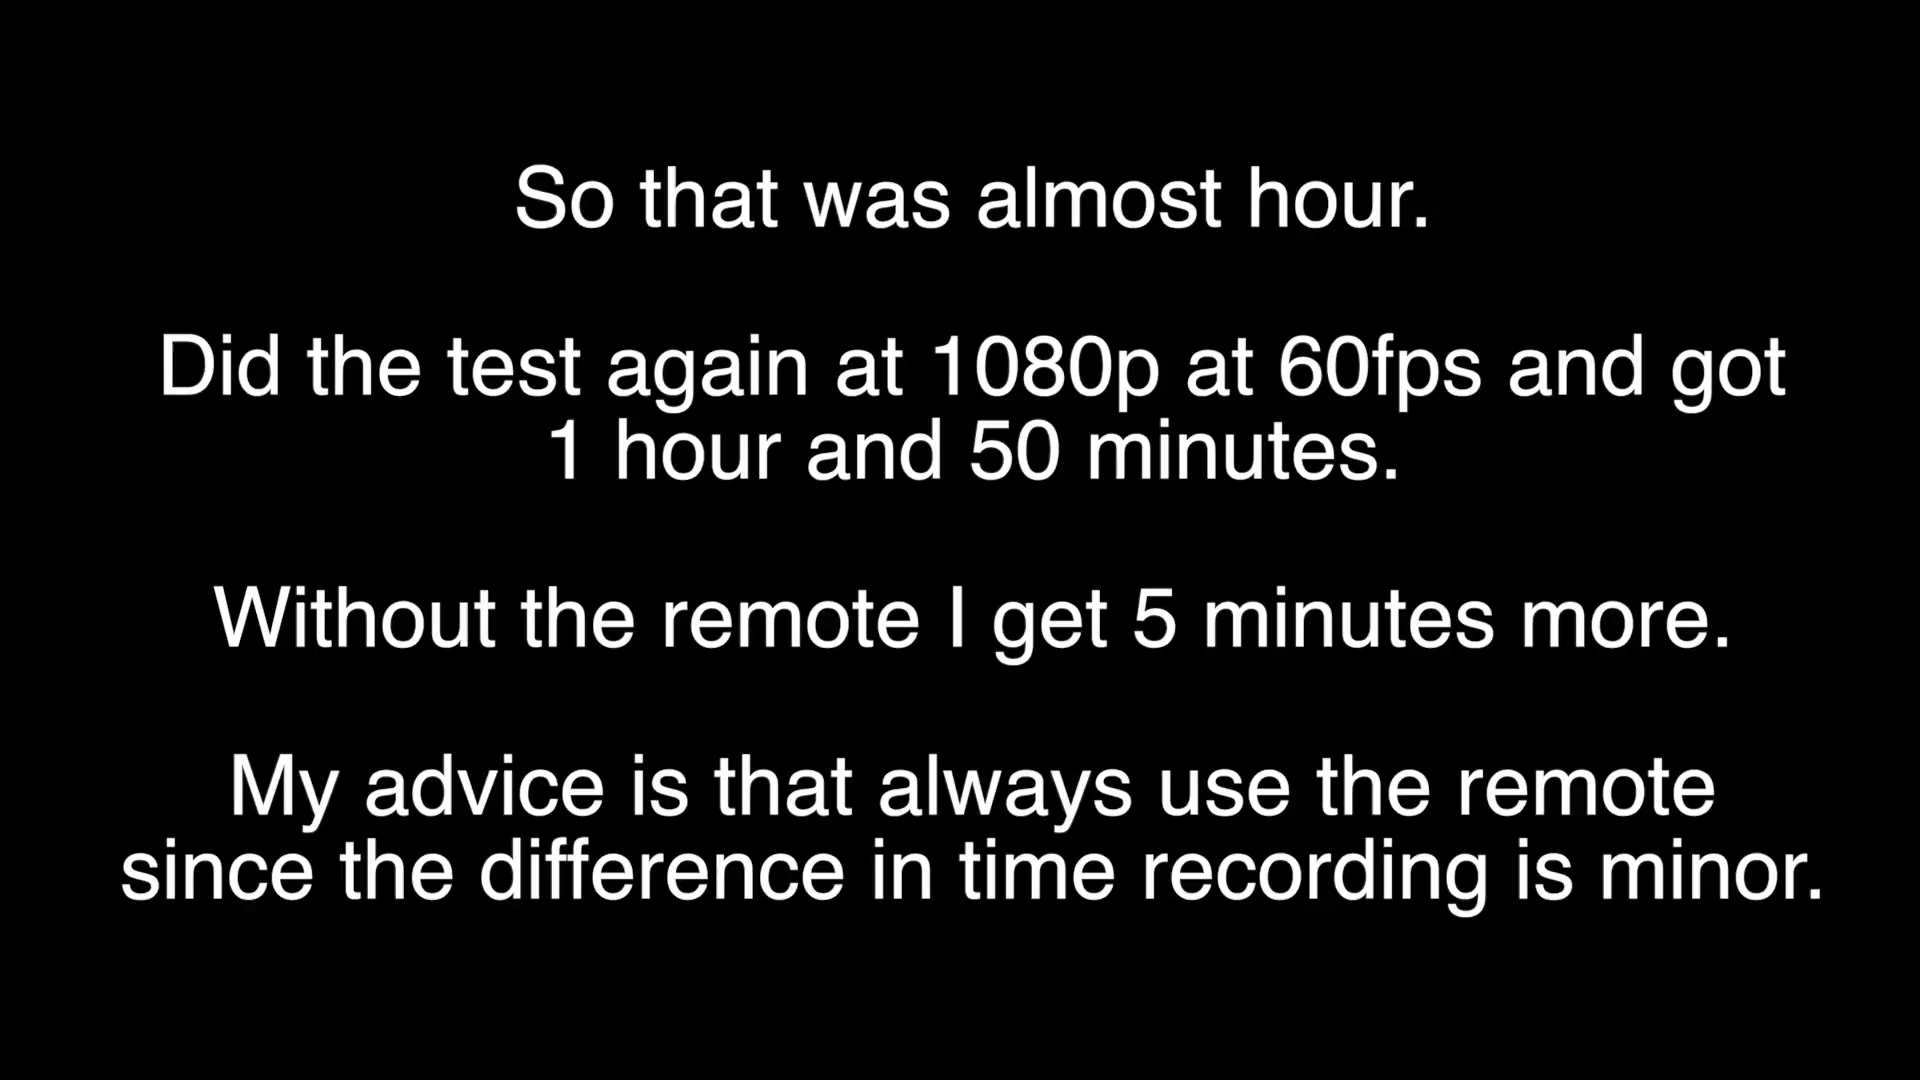 So that was almost hour.
Did the test again at 1080p at 60fps and got
1 hour and 50 minutes.
Without the remote I get 5 minutes more.
My advice is that always use the remote
since the difference in time recording is minor.